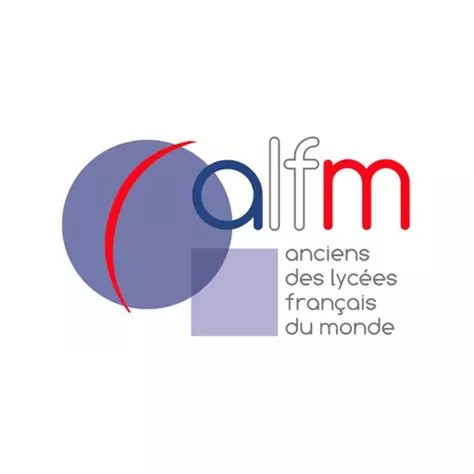 alfm
anciens
des lycées
français
du monde